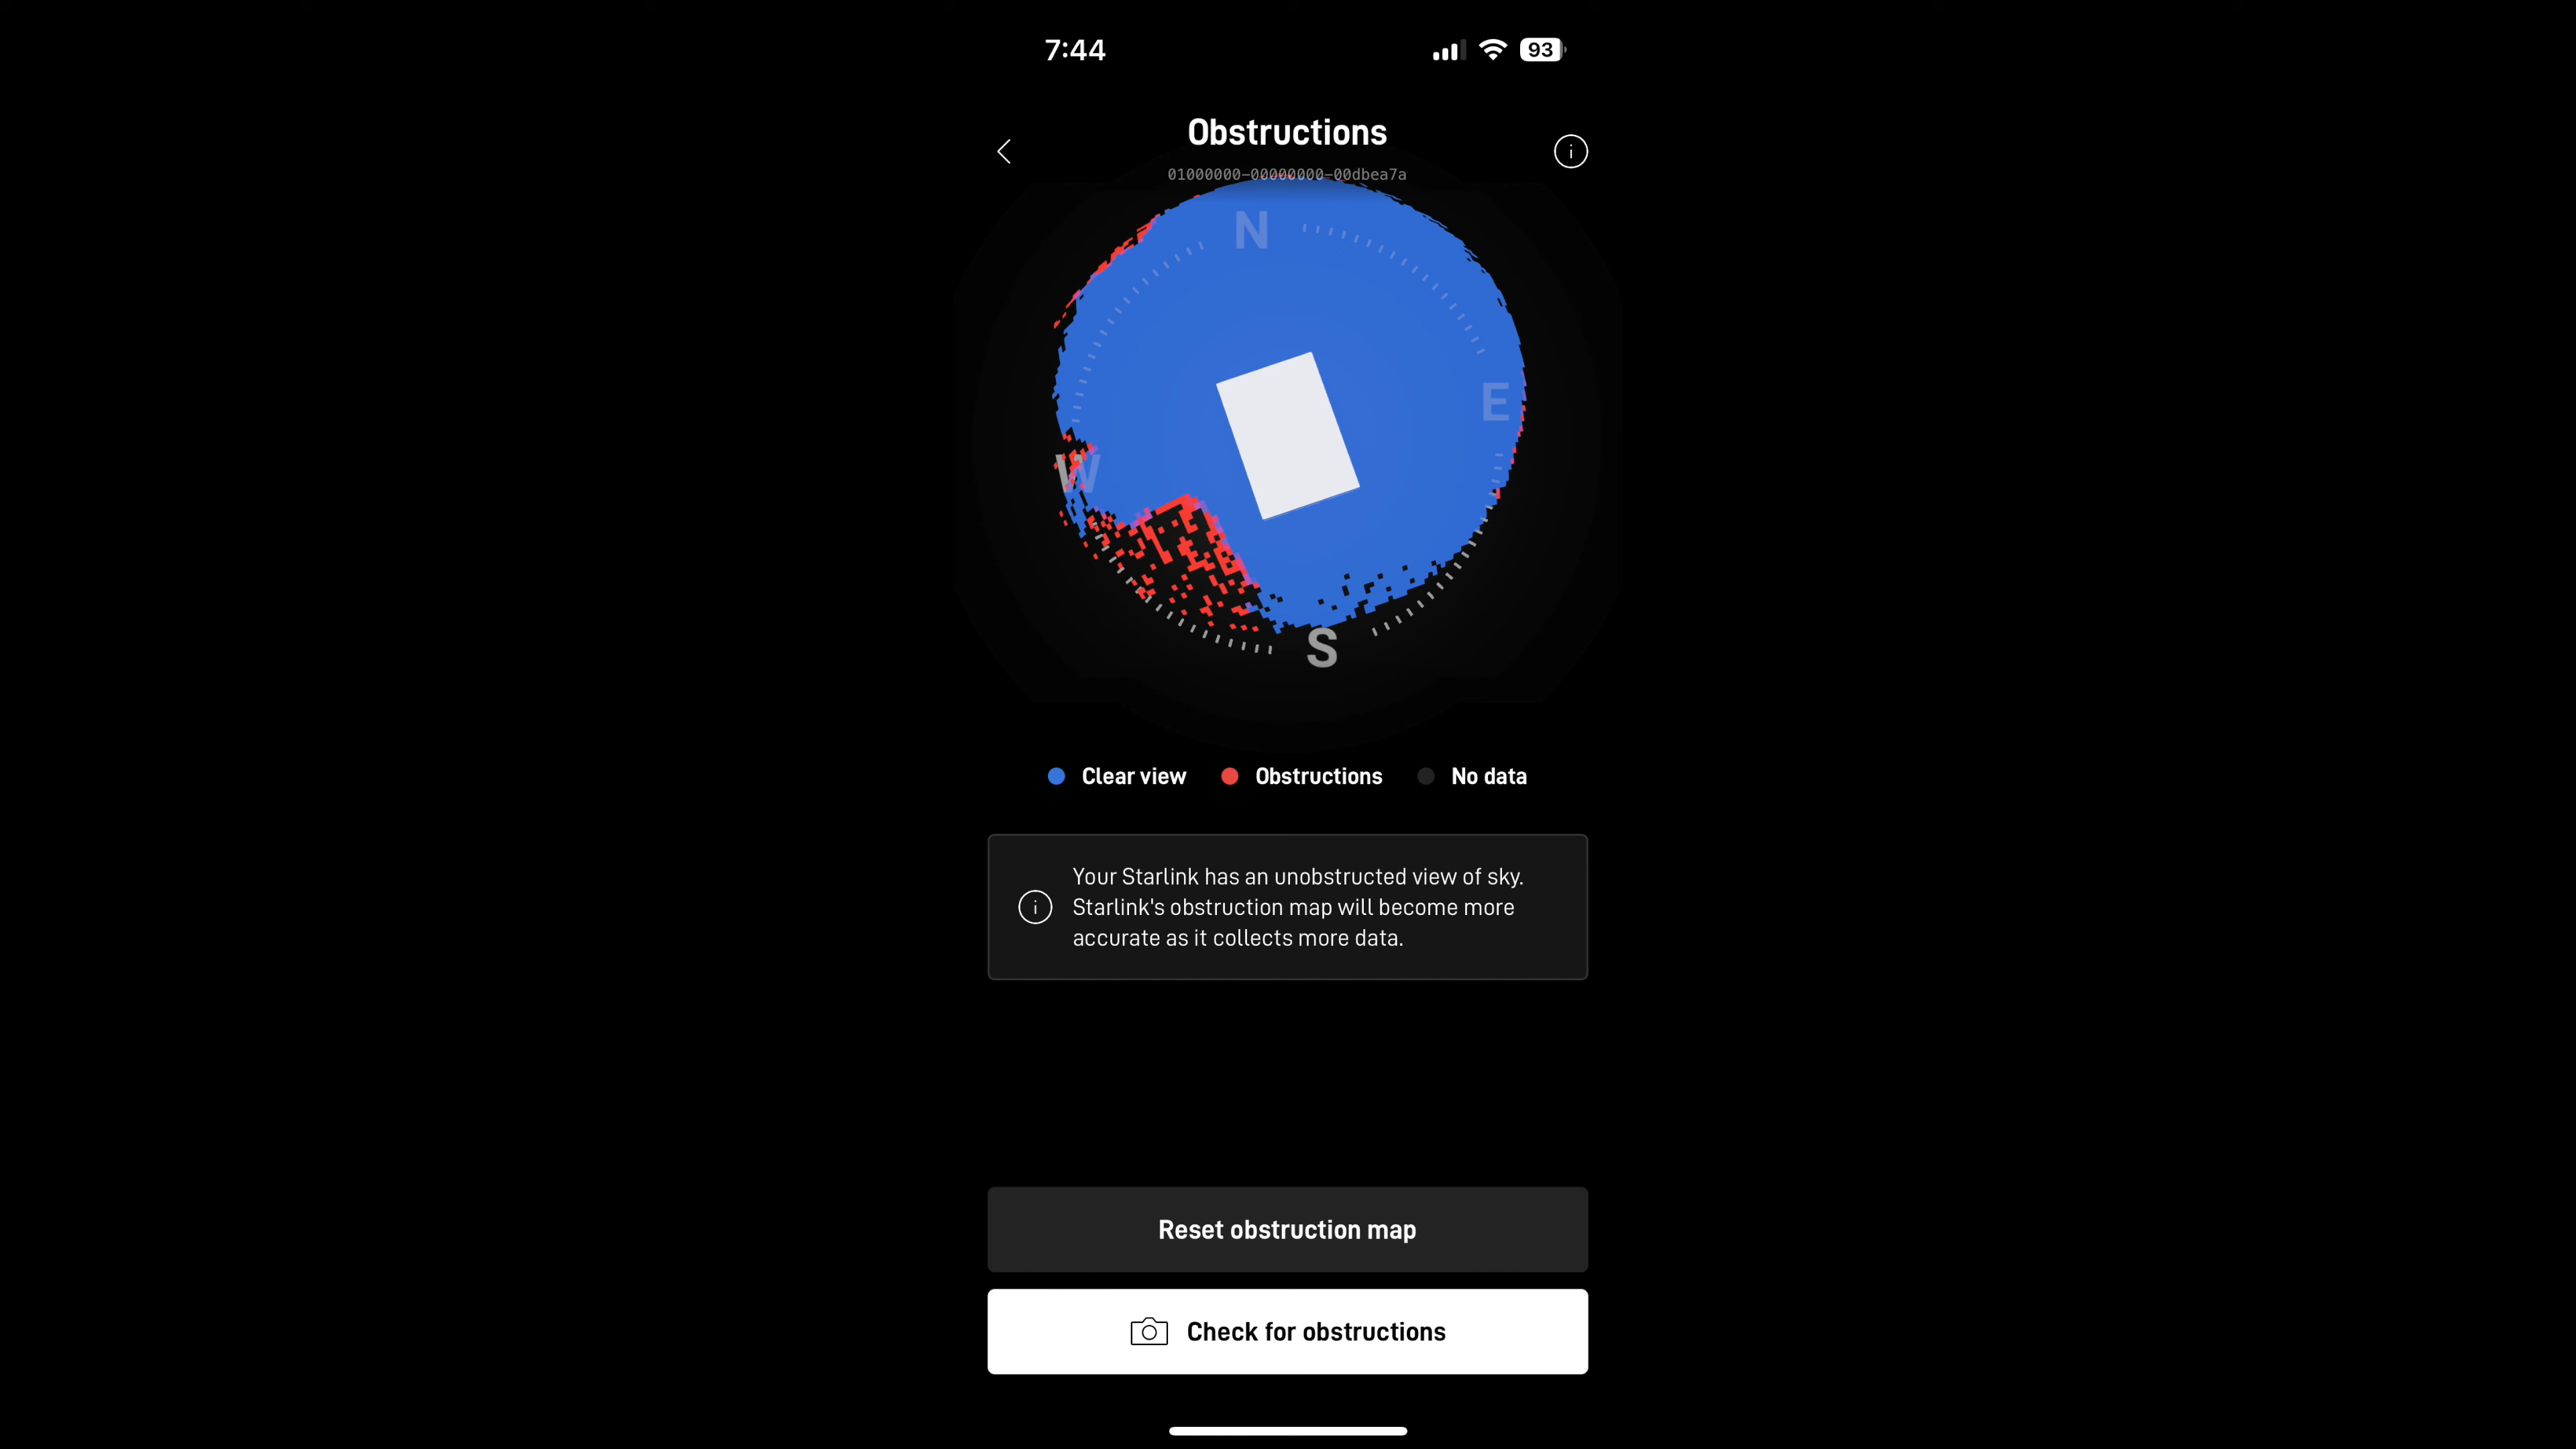 7:44
93
Obstructions
01000000-00000000-00dbea7a
N
E
W
S
Clear view
Obstructions
No data
Your Starlink has an unobstructed view of sky.
Starlink's obstruction map will become more
accurate as it collects more data.
Reset obstruction map
Check for obstructions